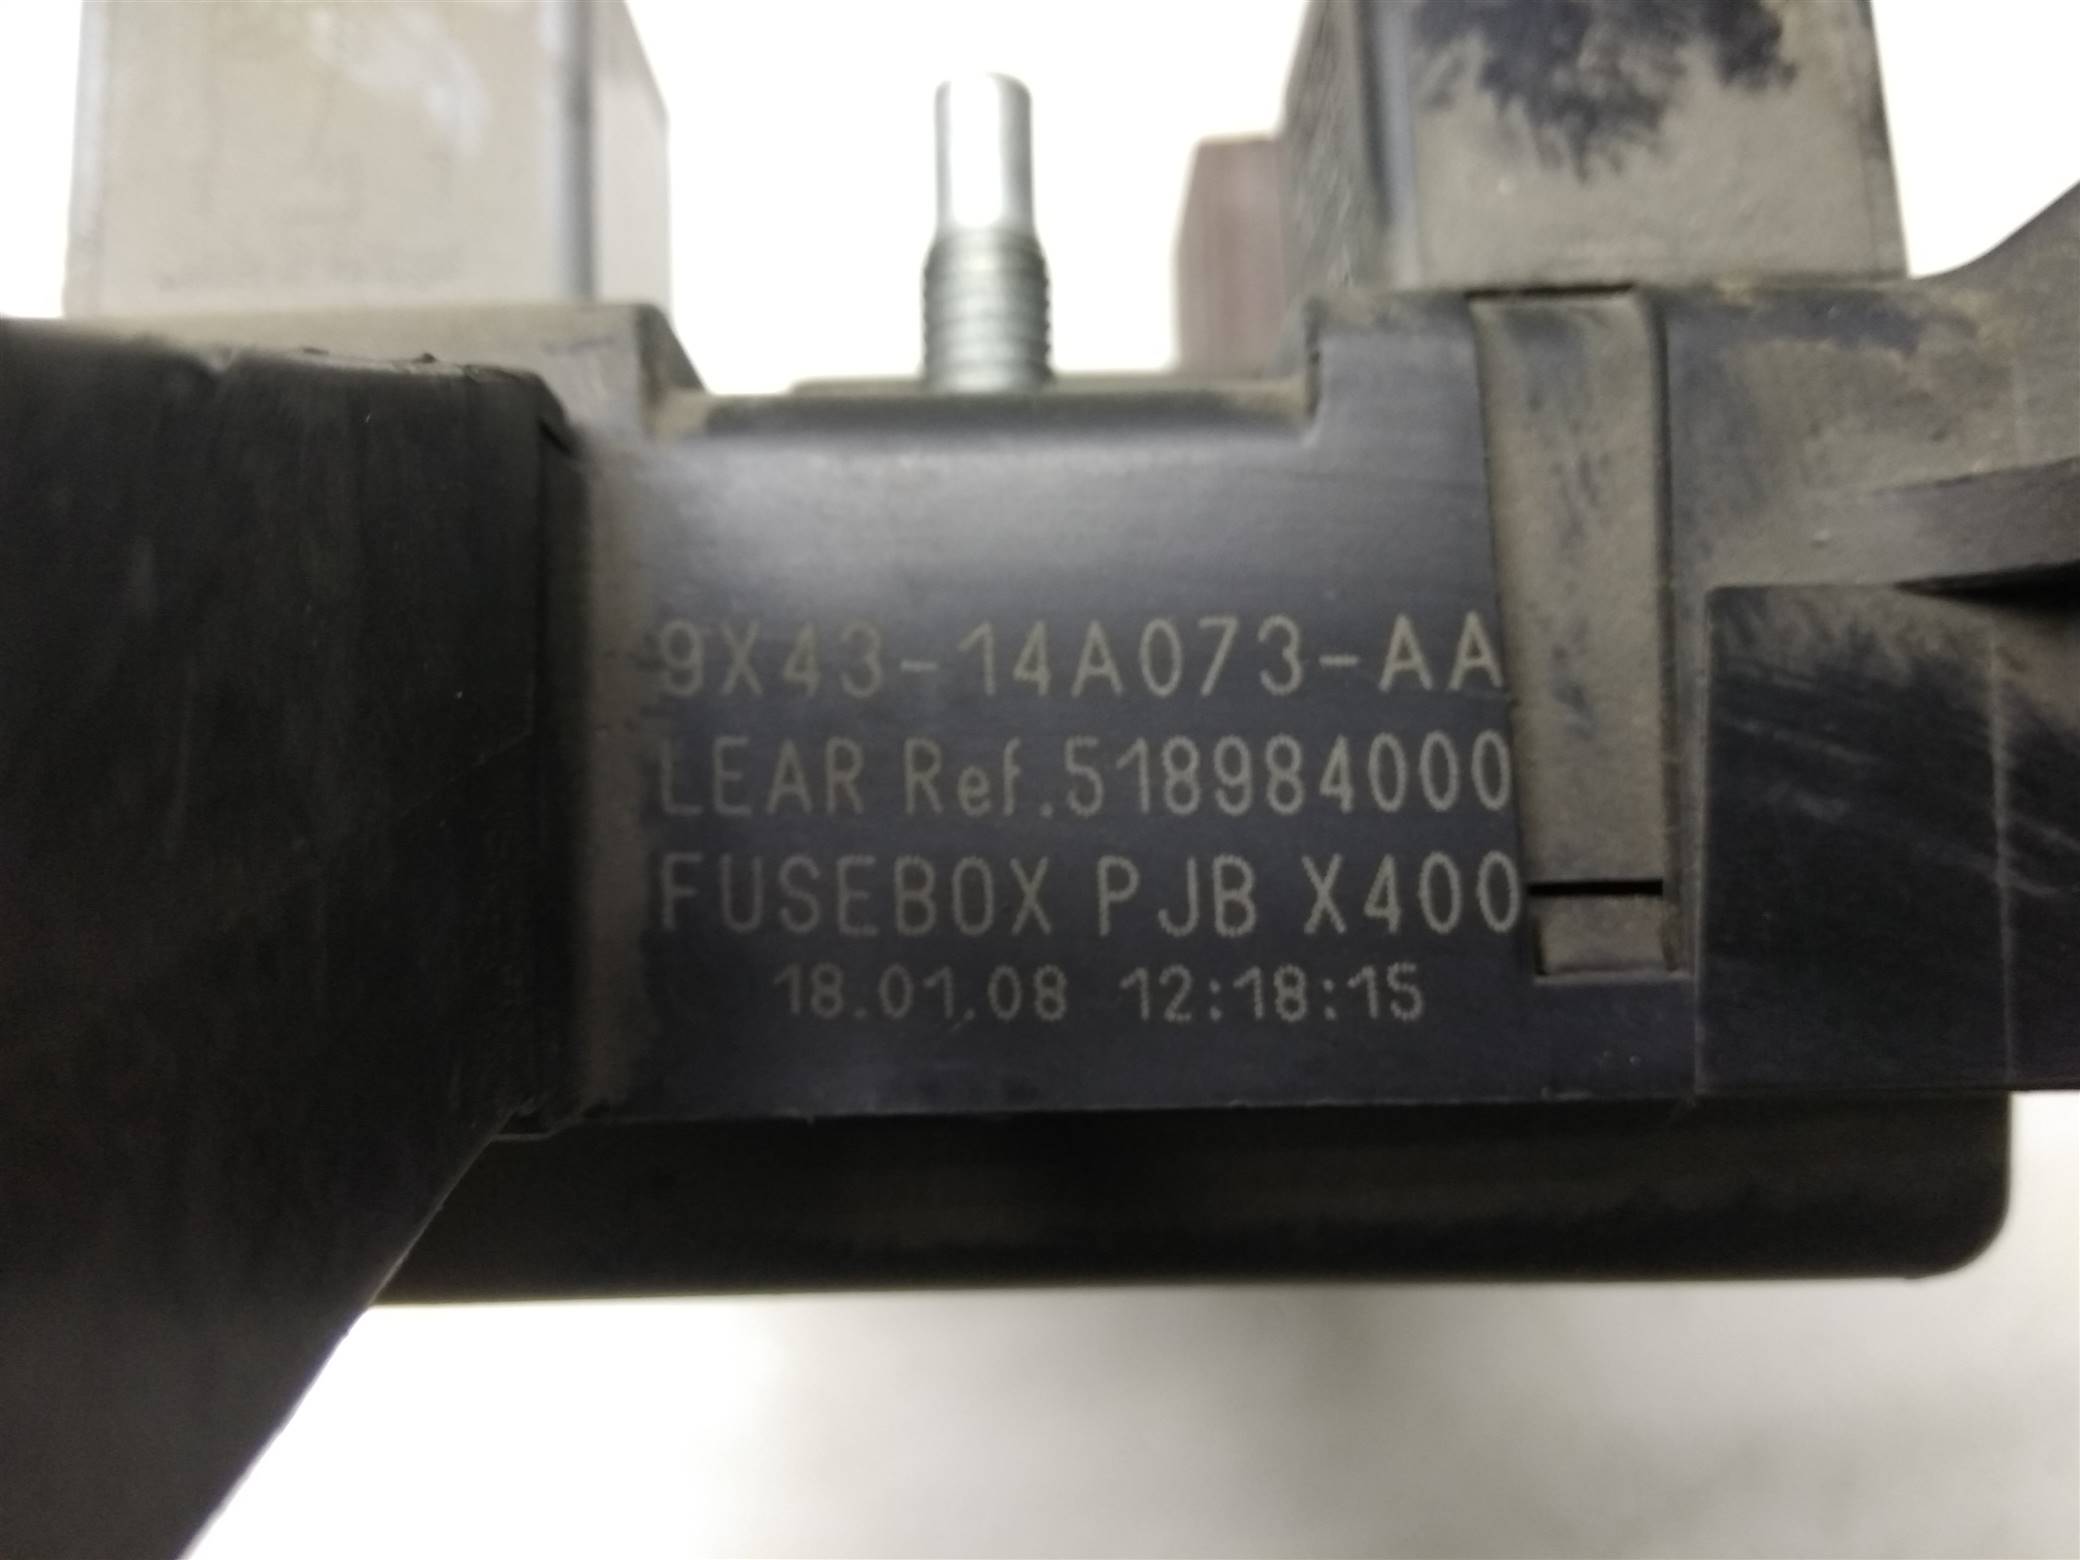 9X43-14A073-AA
LEAR Ref.518984000
FUSEBOX PJB X400
18.01.08 12:18:15